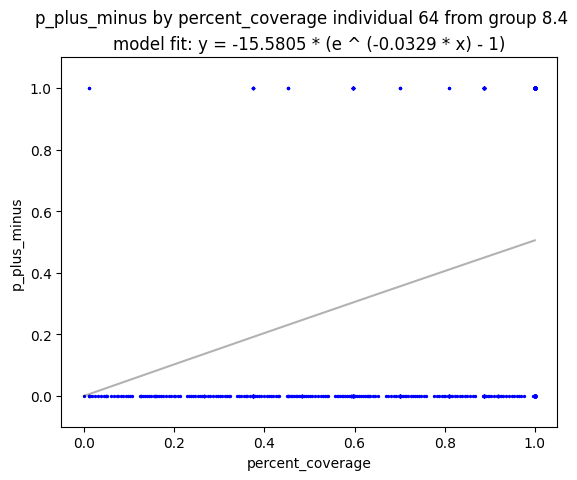 p_plus_minus by percent_coverage individual 64 from group 8.4
model fit: y = -15.5805 * (e ^ (-0.0329 * x) - 1)
1.0
0.8
0.6
0.4
0.2
0.0
p_plus_minus
0.0 0.2 0.4 0.6 0.8 1.0
percent_coverage